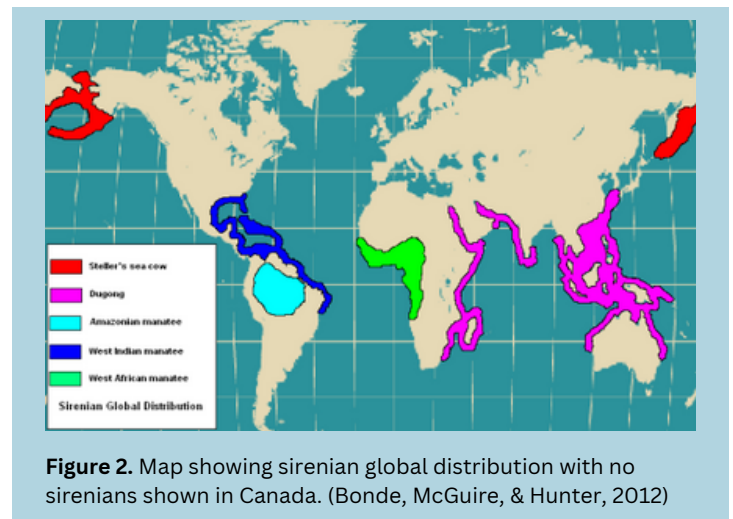 Steller's sea cow
Dugong
Amazonian manatee
West Indian manatee
West African manatee
Sirenian Global Distribution
Figure 2. Map showing sirenian global distribution with no
sirenians shown in Canada. (Bonde, McGuire, & Hunter, 2012)